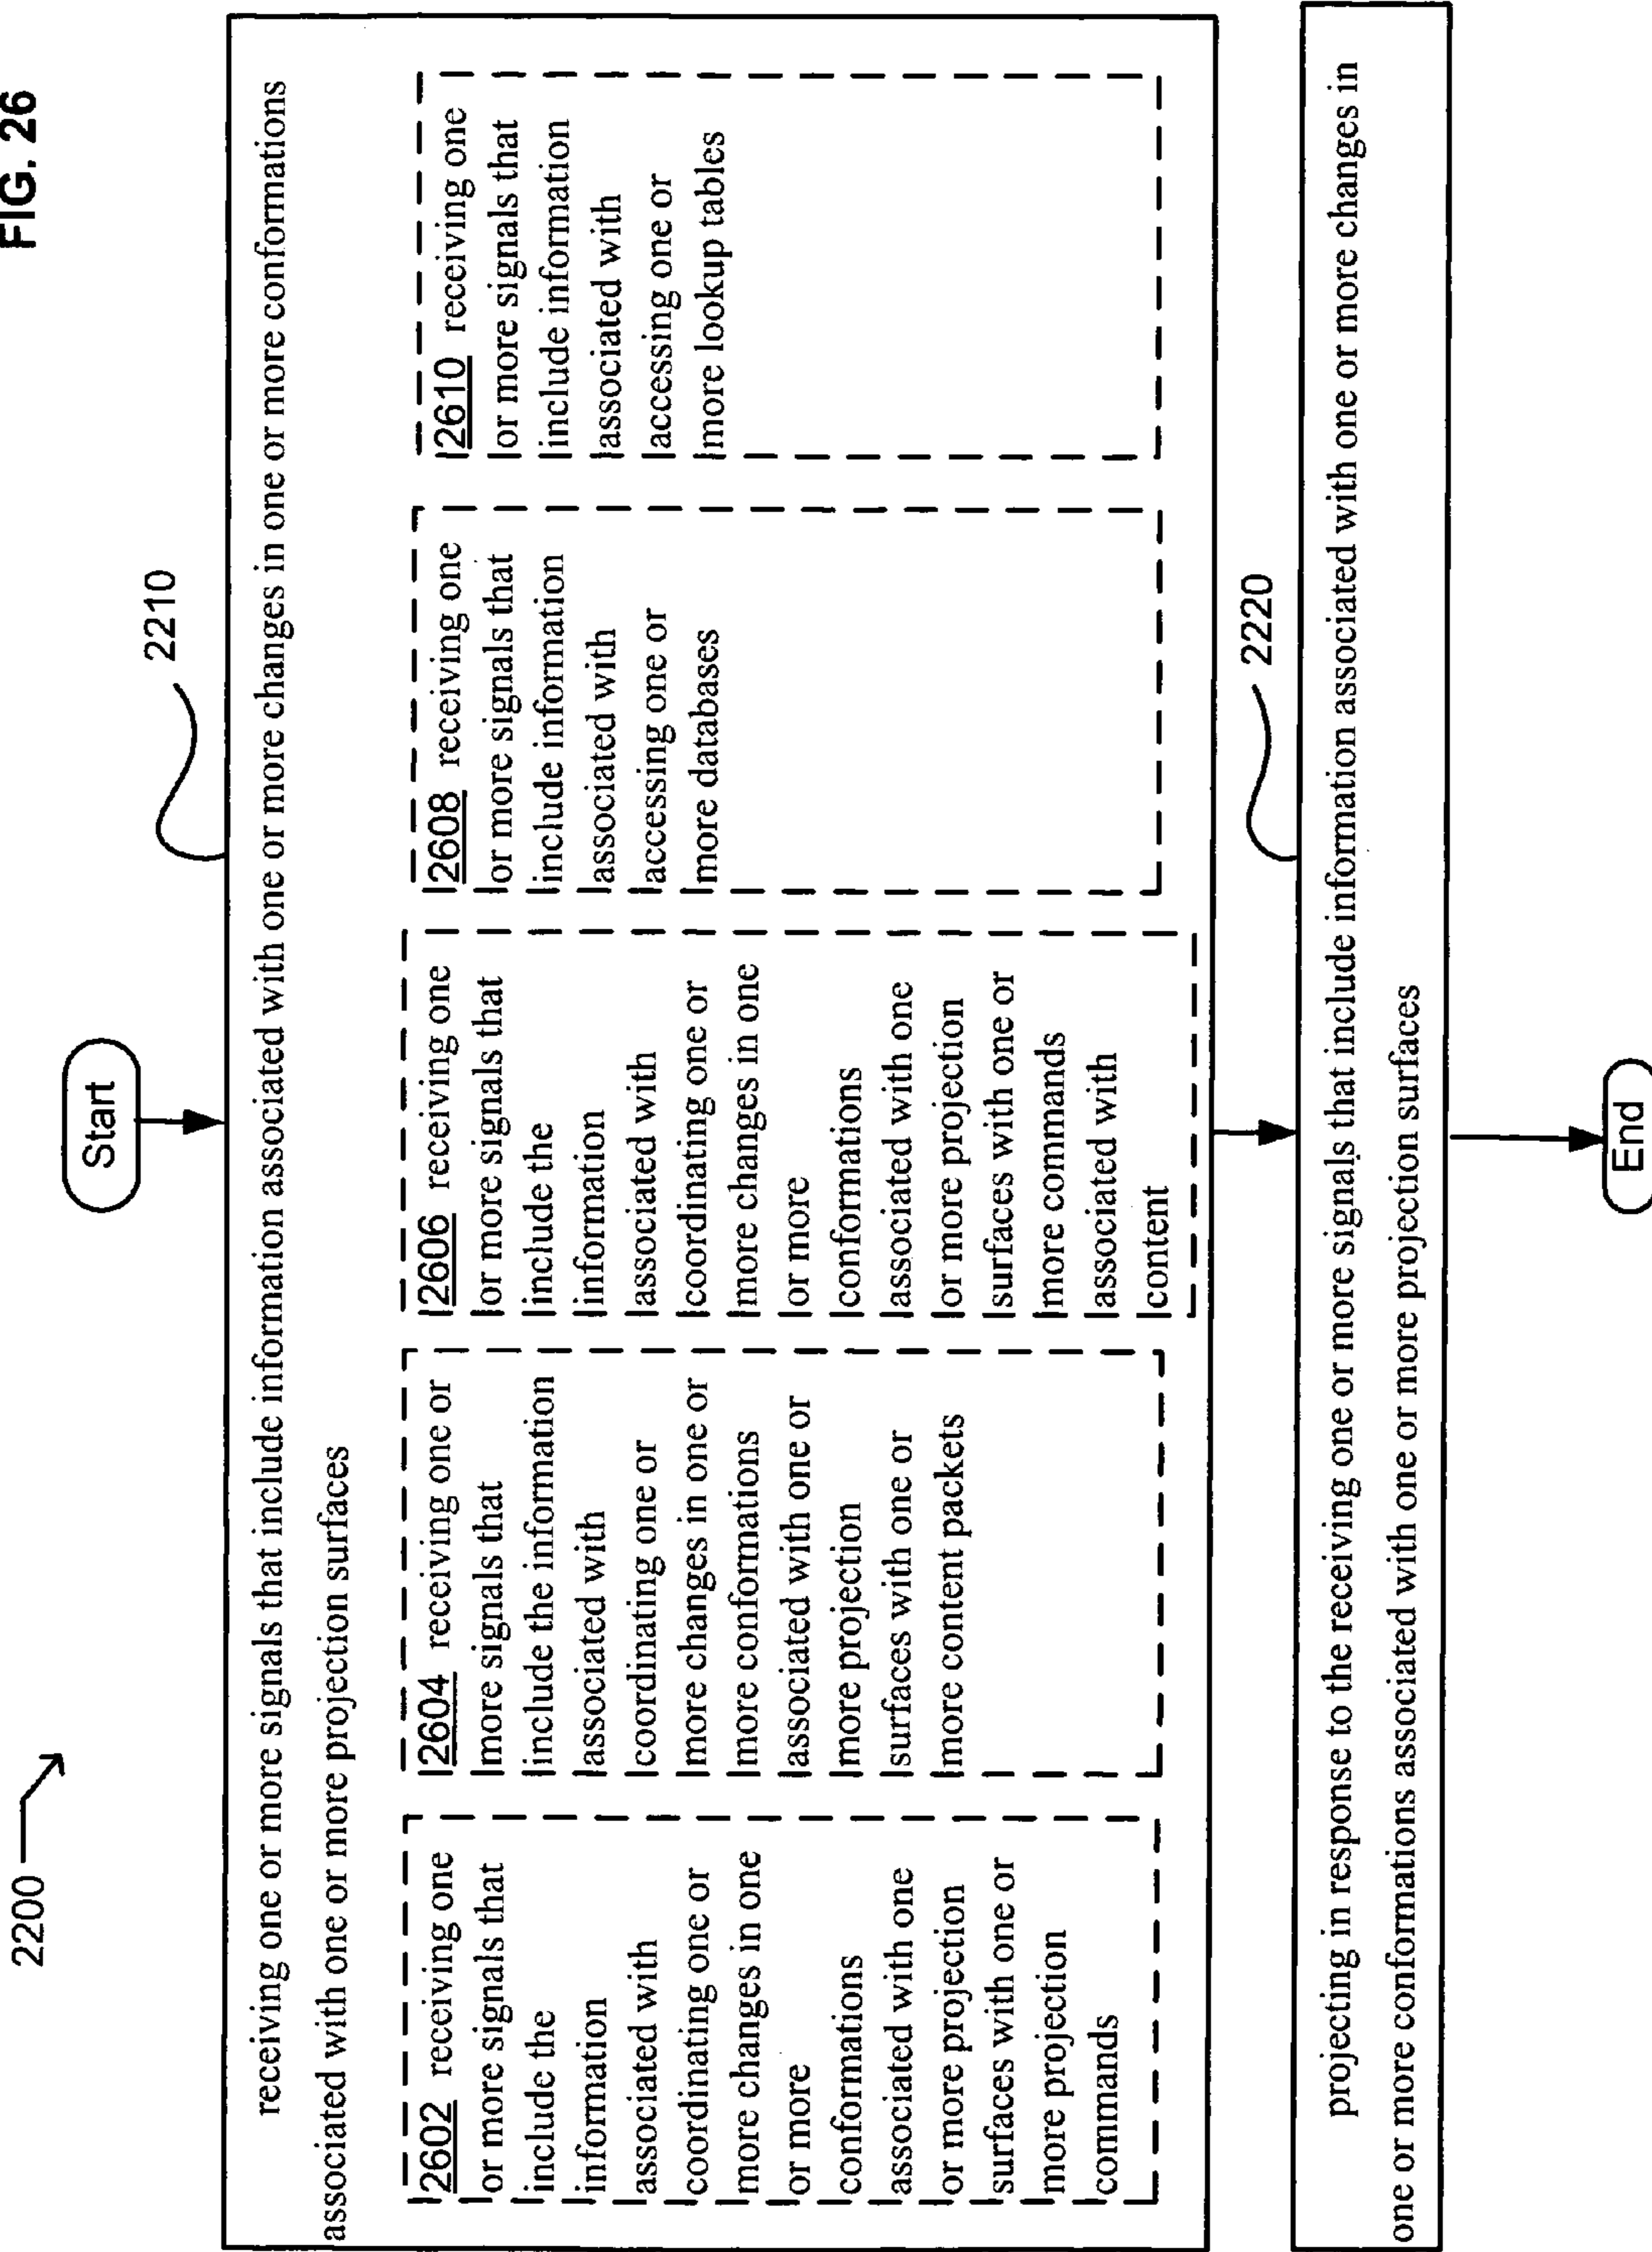 FIG. 26
2200
Start
2210
receiving one or more signals that include information associated with one or more changes in one or more conformations
associated with one or more projection surfaces
2602 receiving one
or more signals that
include the
information
associated with
coordinating one or
more changes in one
or more
conformations
associated with one
or more projection
surfaces with one or
more projection
commands
2604 receiving one or
more signals that
include the information
associated with
coordinating one or
more changes in one or
more conformations
associated with one or
more projection
surfaces with one or
more content packets
2606 receiving one
or more signals that
include the
information
associated with
coordinating one or
more changes in one
or more
conformations
associated with one
or more projection
surfaces with one or
more commands
associated with
content
2608 receiving one
or more signals that
include information
associated with
accessing one or
more databases
2610 receiving one
or more signals that
include information
associated with
accessing one or
more lookup tables
2220
projecting in response to the receiving one or more signals that include information associated with one or more changes in
one or more conformations associated with one or more projection surfaces
End